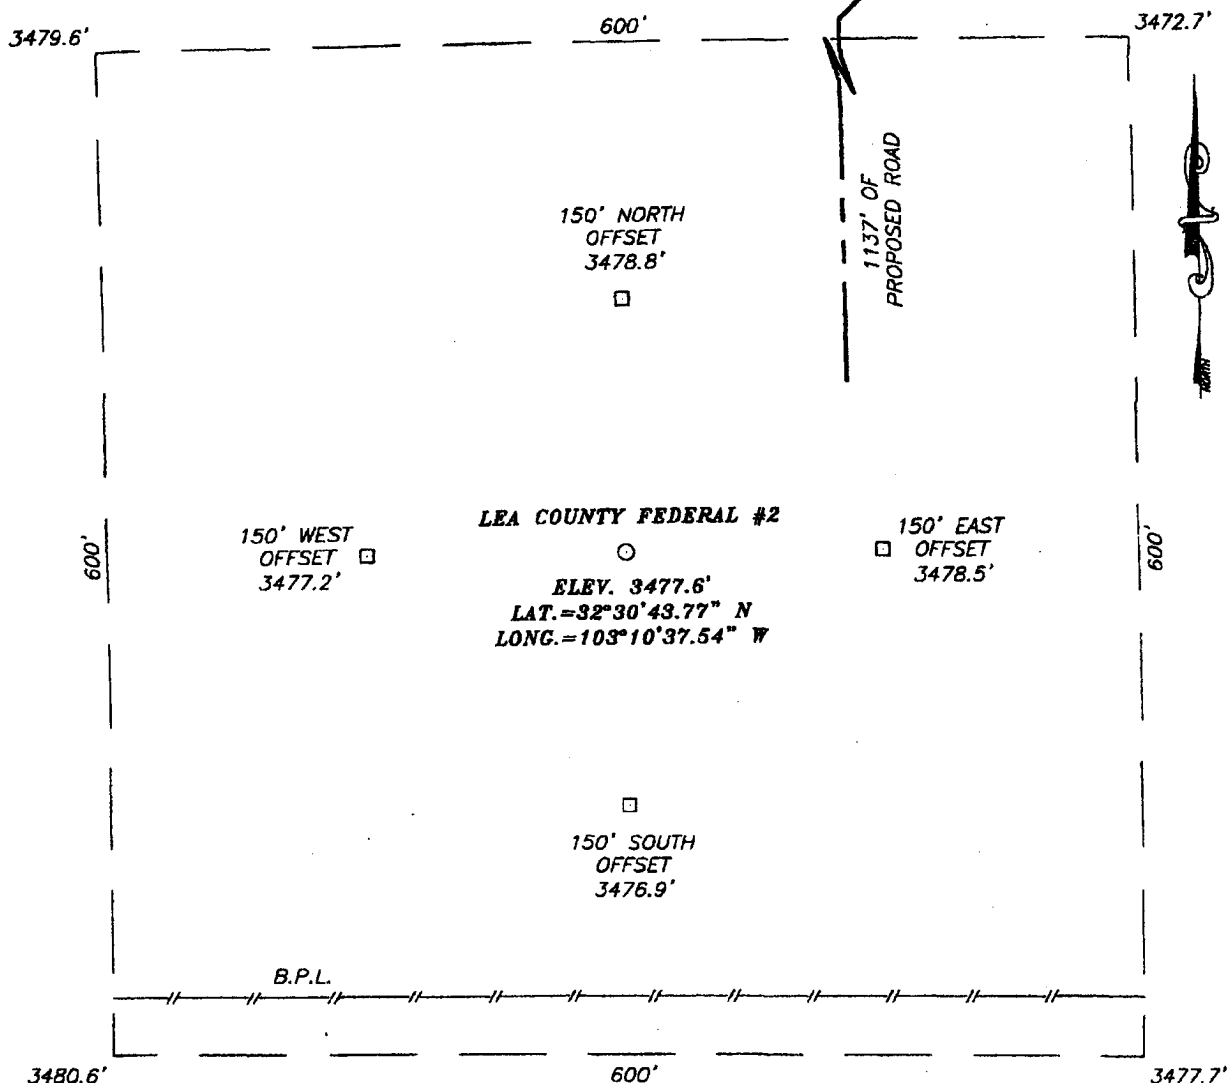 3479.6'
600'
3472.7'
1137' OF
PROPOSED ROAD
150' NORTH
OFFSET
3478.8'
NORTH
LEA COUNTY FEDERAL #2
150' WEST
OFFSET
3477.2'
150' EAST
OFFSET
3478.5'
600'
600'
ELEV. 3477.6'
LAT.=32°30'43.77" N
LONG.=103°10'37.54" W
150' SOUTH
OFFSET
3476.9'
B.P.L.
3480.6'
600'
3477.7'